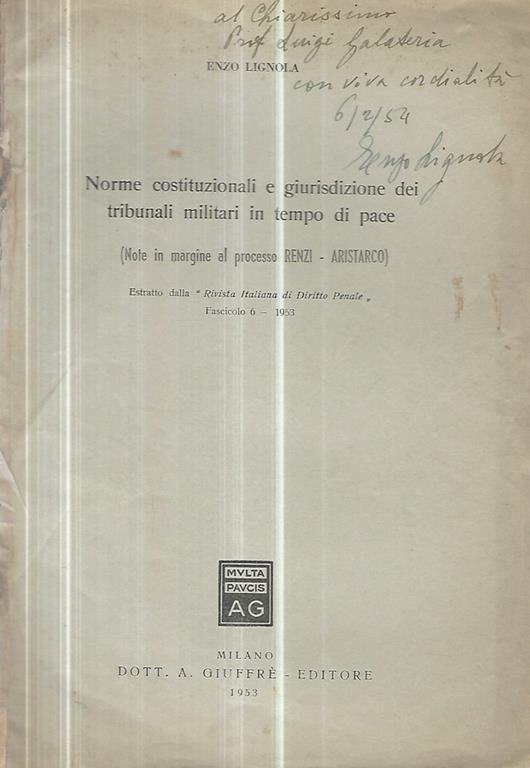 al Chiarissimo
Prof. Luigi Galateria
ENZO LIGNOLA
con viva cordialità
6/2/54
Enzo Lignola
Norme costituzionali e giurisdizione dei
tribunali militari in tempo di pace
(Note in margine al processo RENZI - ARISTARCO)
Estratto dalla " Rivista Italiana di Diritto Penale „
Fascicolo 6 - 1953
MVLTA
PAVCIS
AG
MILANO
DOTT. A. GIUFFRÈ - EDITORE
1953